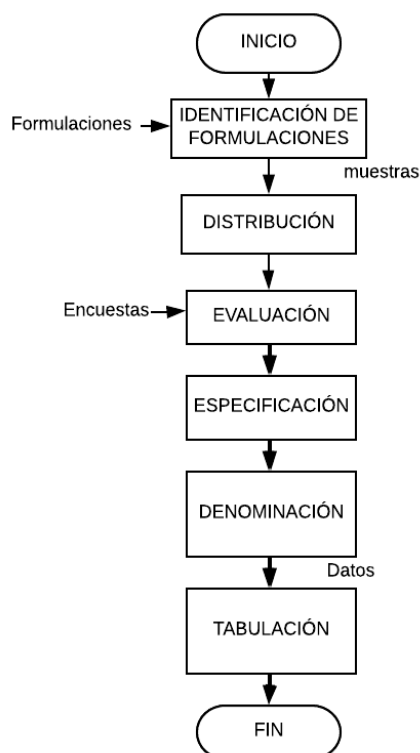 INICIO
Formulaciones
IDENTIFICACIÓN DE
FORMULACIONES
muestras
DISTRIBUCIÓN
Encuestas
EVALUACIÓN
ESPECIFICACIÓN
DENOMINACIÓN
Datos
TABULACIÓN
FIN